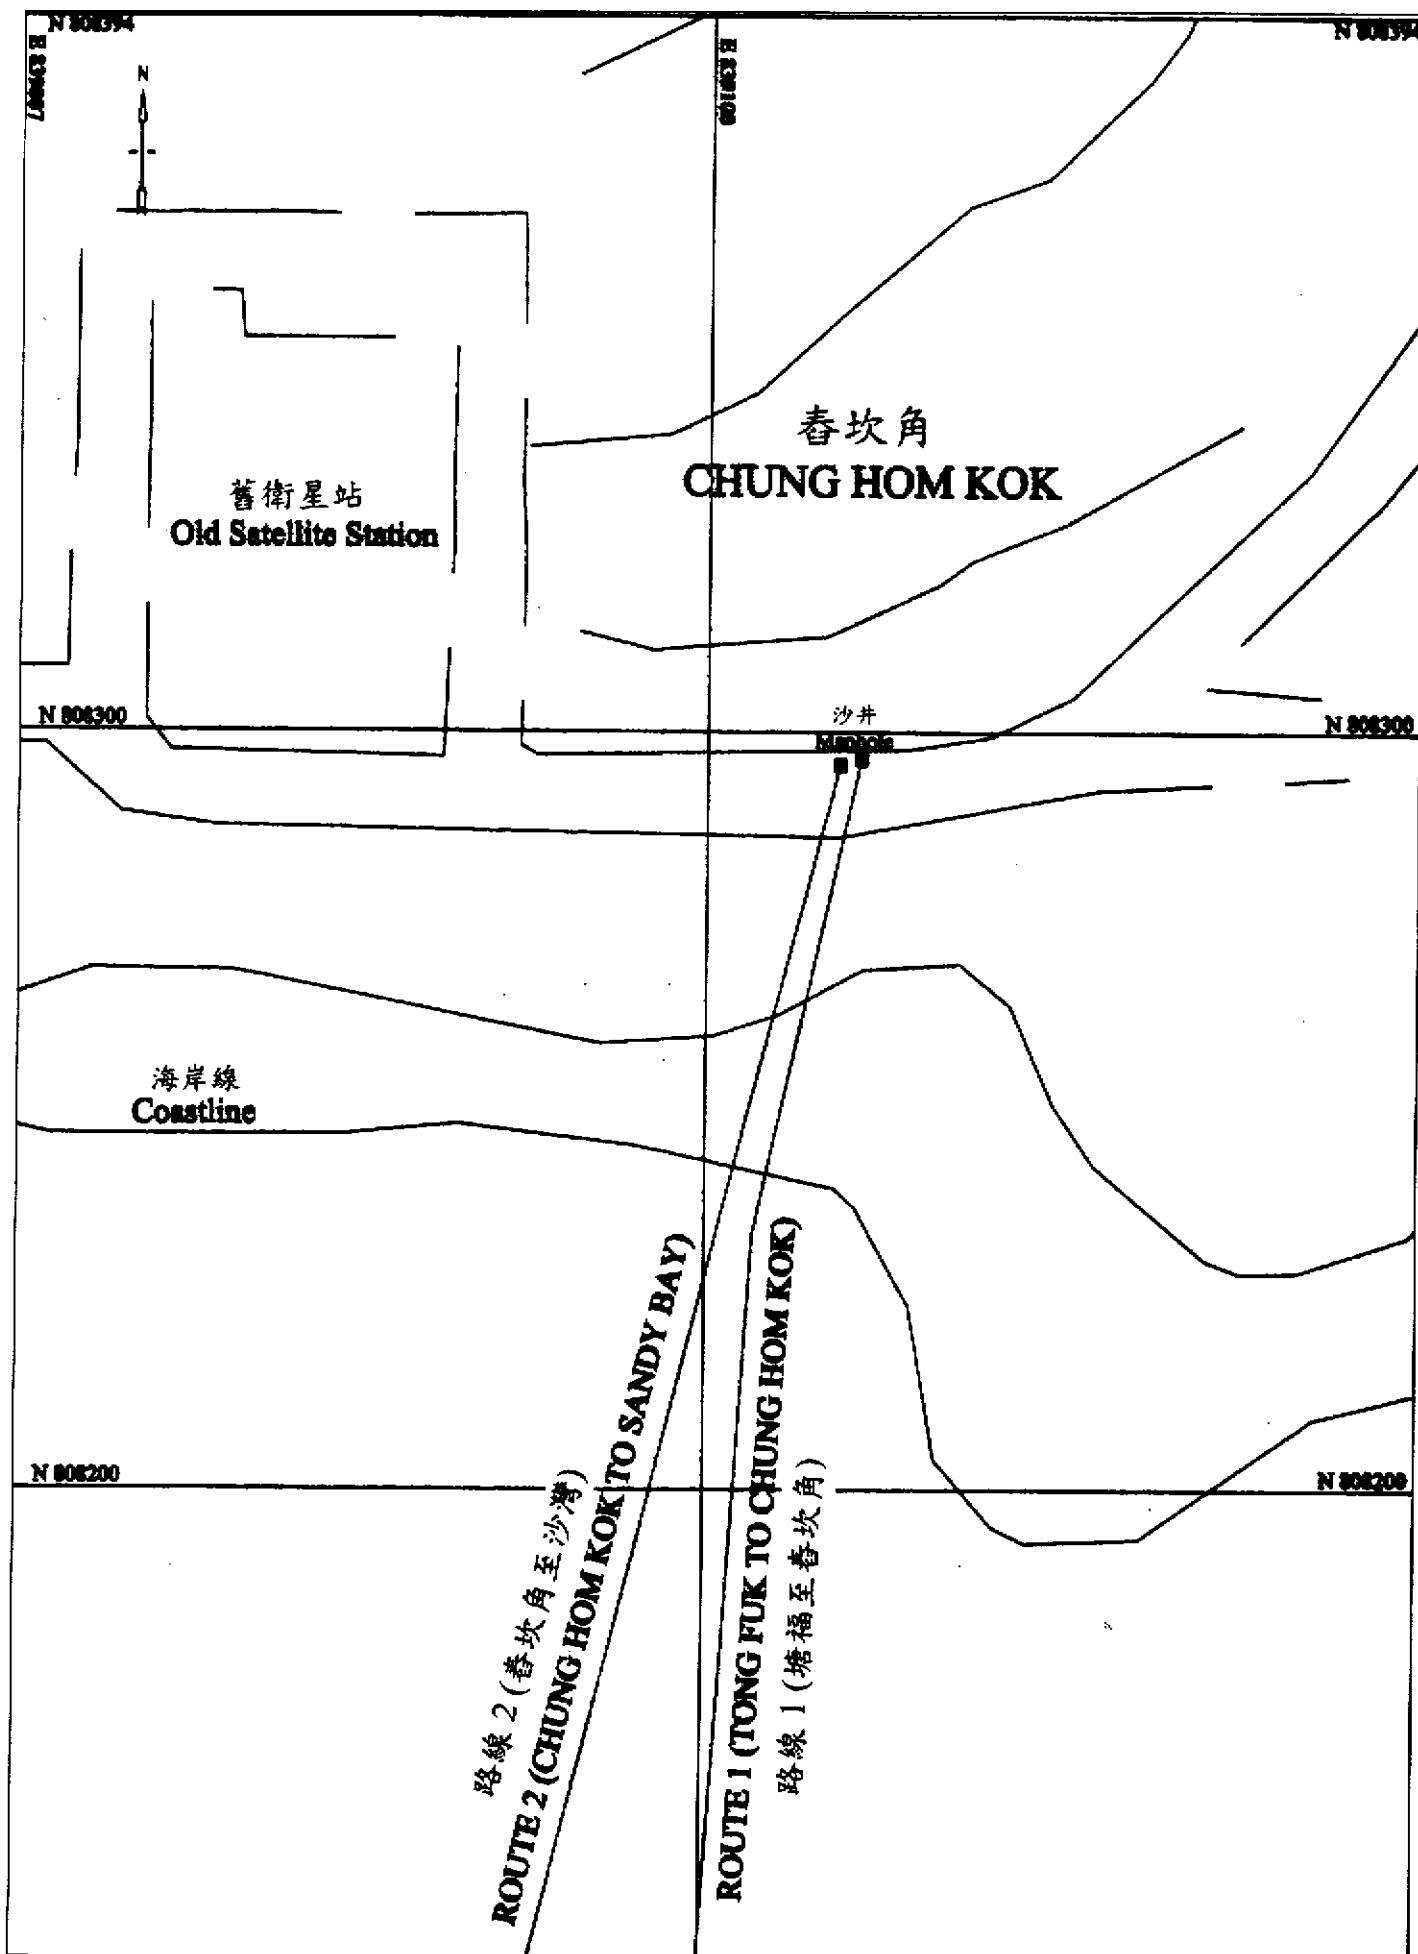 N 808394
N 808394
N
舂坎角
CHUNG HOM KOK
舊衛星站
Old Satellite Station
N 808300
沙井
Manhole
N 808300
海岸線
Coastline
N 808200
N 808200
路線 2 (舂坎角至沙灣)
ROUTE 2 (CHUNG HOM KOK TO SANDY BAY)
ROUTE 1 (TONG FUK TO CHUNG HOM KOK)
路線 1 (塘福至舂坎角)